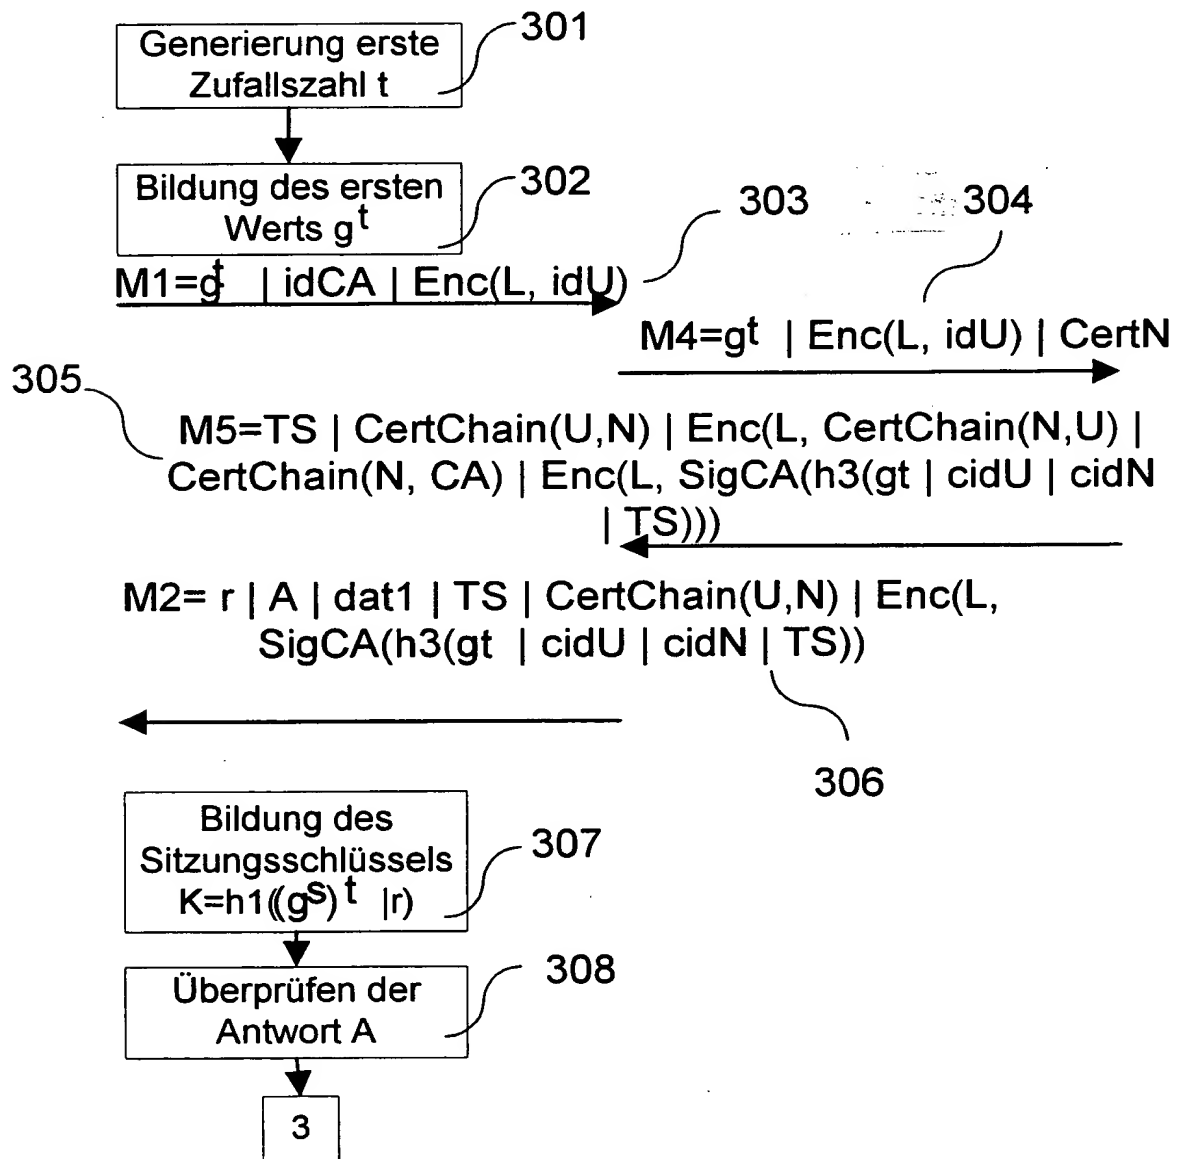 Generierung erste
Zufallszahl t
301
Bildung des ersten
Werts g^t
302
303
304
M1=g^t | idCA | Enc(L, idU)
M4=g^t | Enc(L, idU) | CertN
305
M5=TS | CertChain(U,N) | Enc(L, CertChain(N,U) |
CertChain(N, CA) | Enc(L, SigCA(h3(gt | cidU | cidN
| TS)))
M2= r | A | dat1 | TS | CertChain(U,N) | Enc(L,
SigCA(h3(gt | cidU | cidN | TS))
306
Bildung des
Sitzungsschlüssels
K=h1((g^s)^t |r)
307
Überprüfen der
Antwort A
308
3